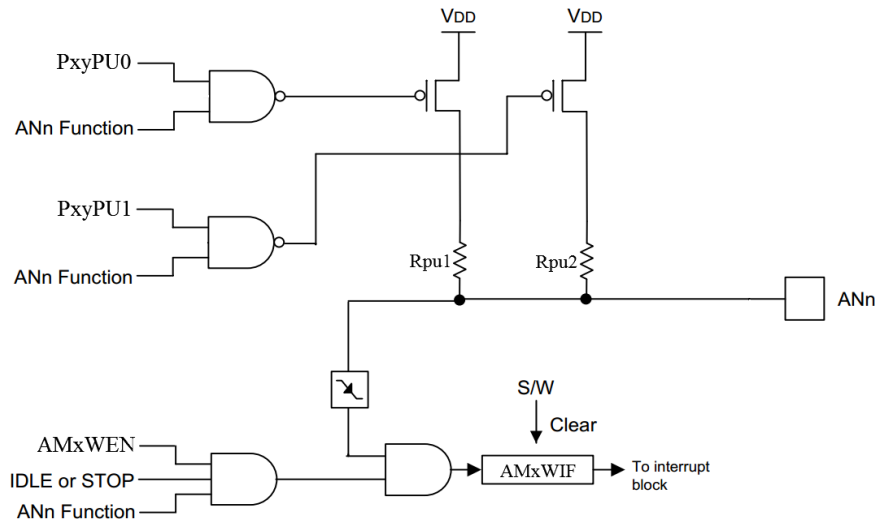 VDD
VDD
PxyPU0
ANn Function
PxyPU1
ANn Function
Rpu1
Rpu2
ANn
S/W
Clear
AMxWEN
IDLE or STOP
ANn Function
AMxWIF
To interrupt
block